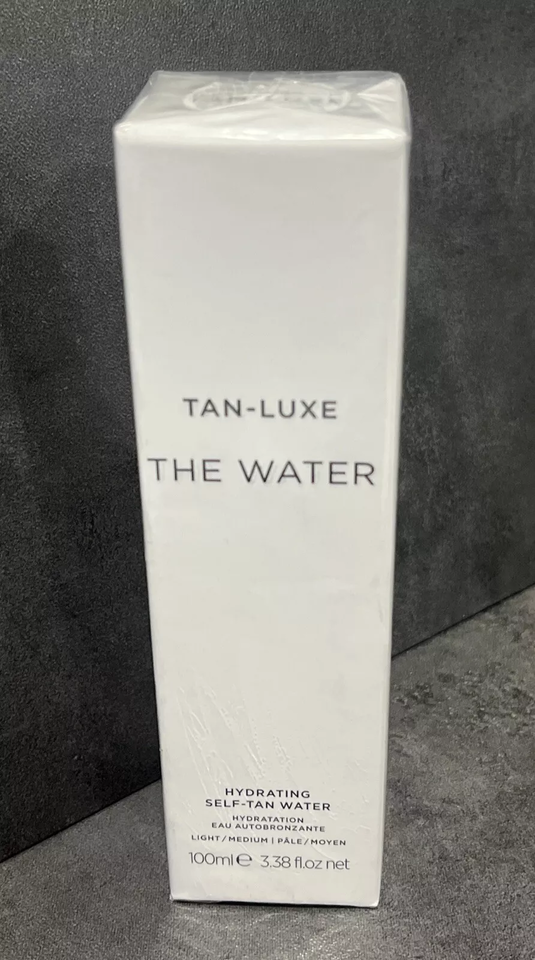 TAN-LUXE
THE WATER
HYDRATING
SELF-TAN WATER
HYDRATATION
EAU AUTOBRONZANTE
LIGHT/MEDIUM | PÂLE/MOYEN
100ml℮ 3.38 fl.oz net